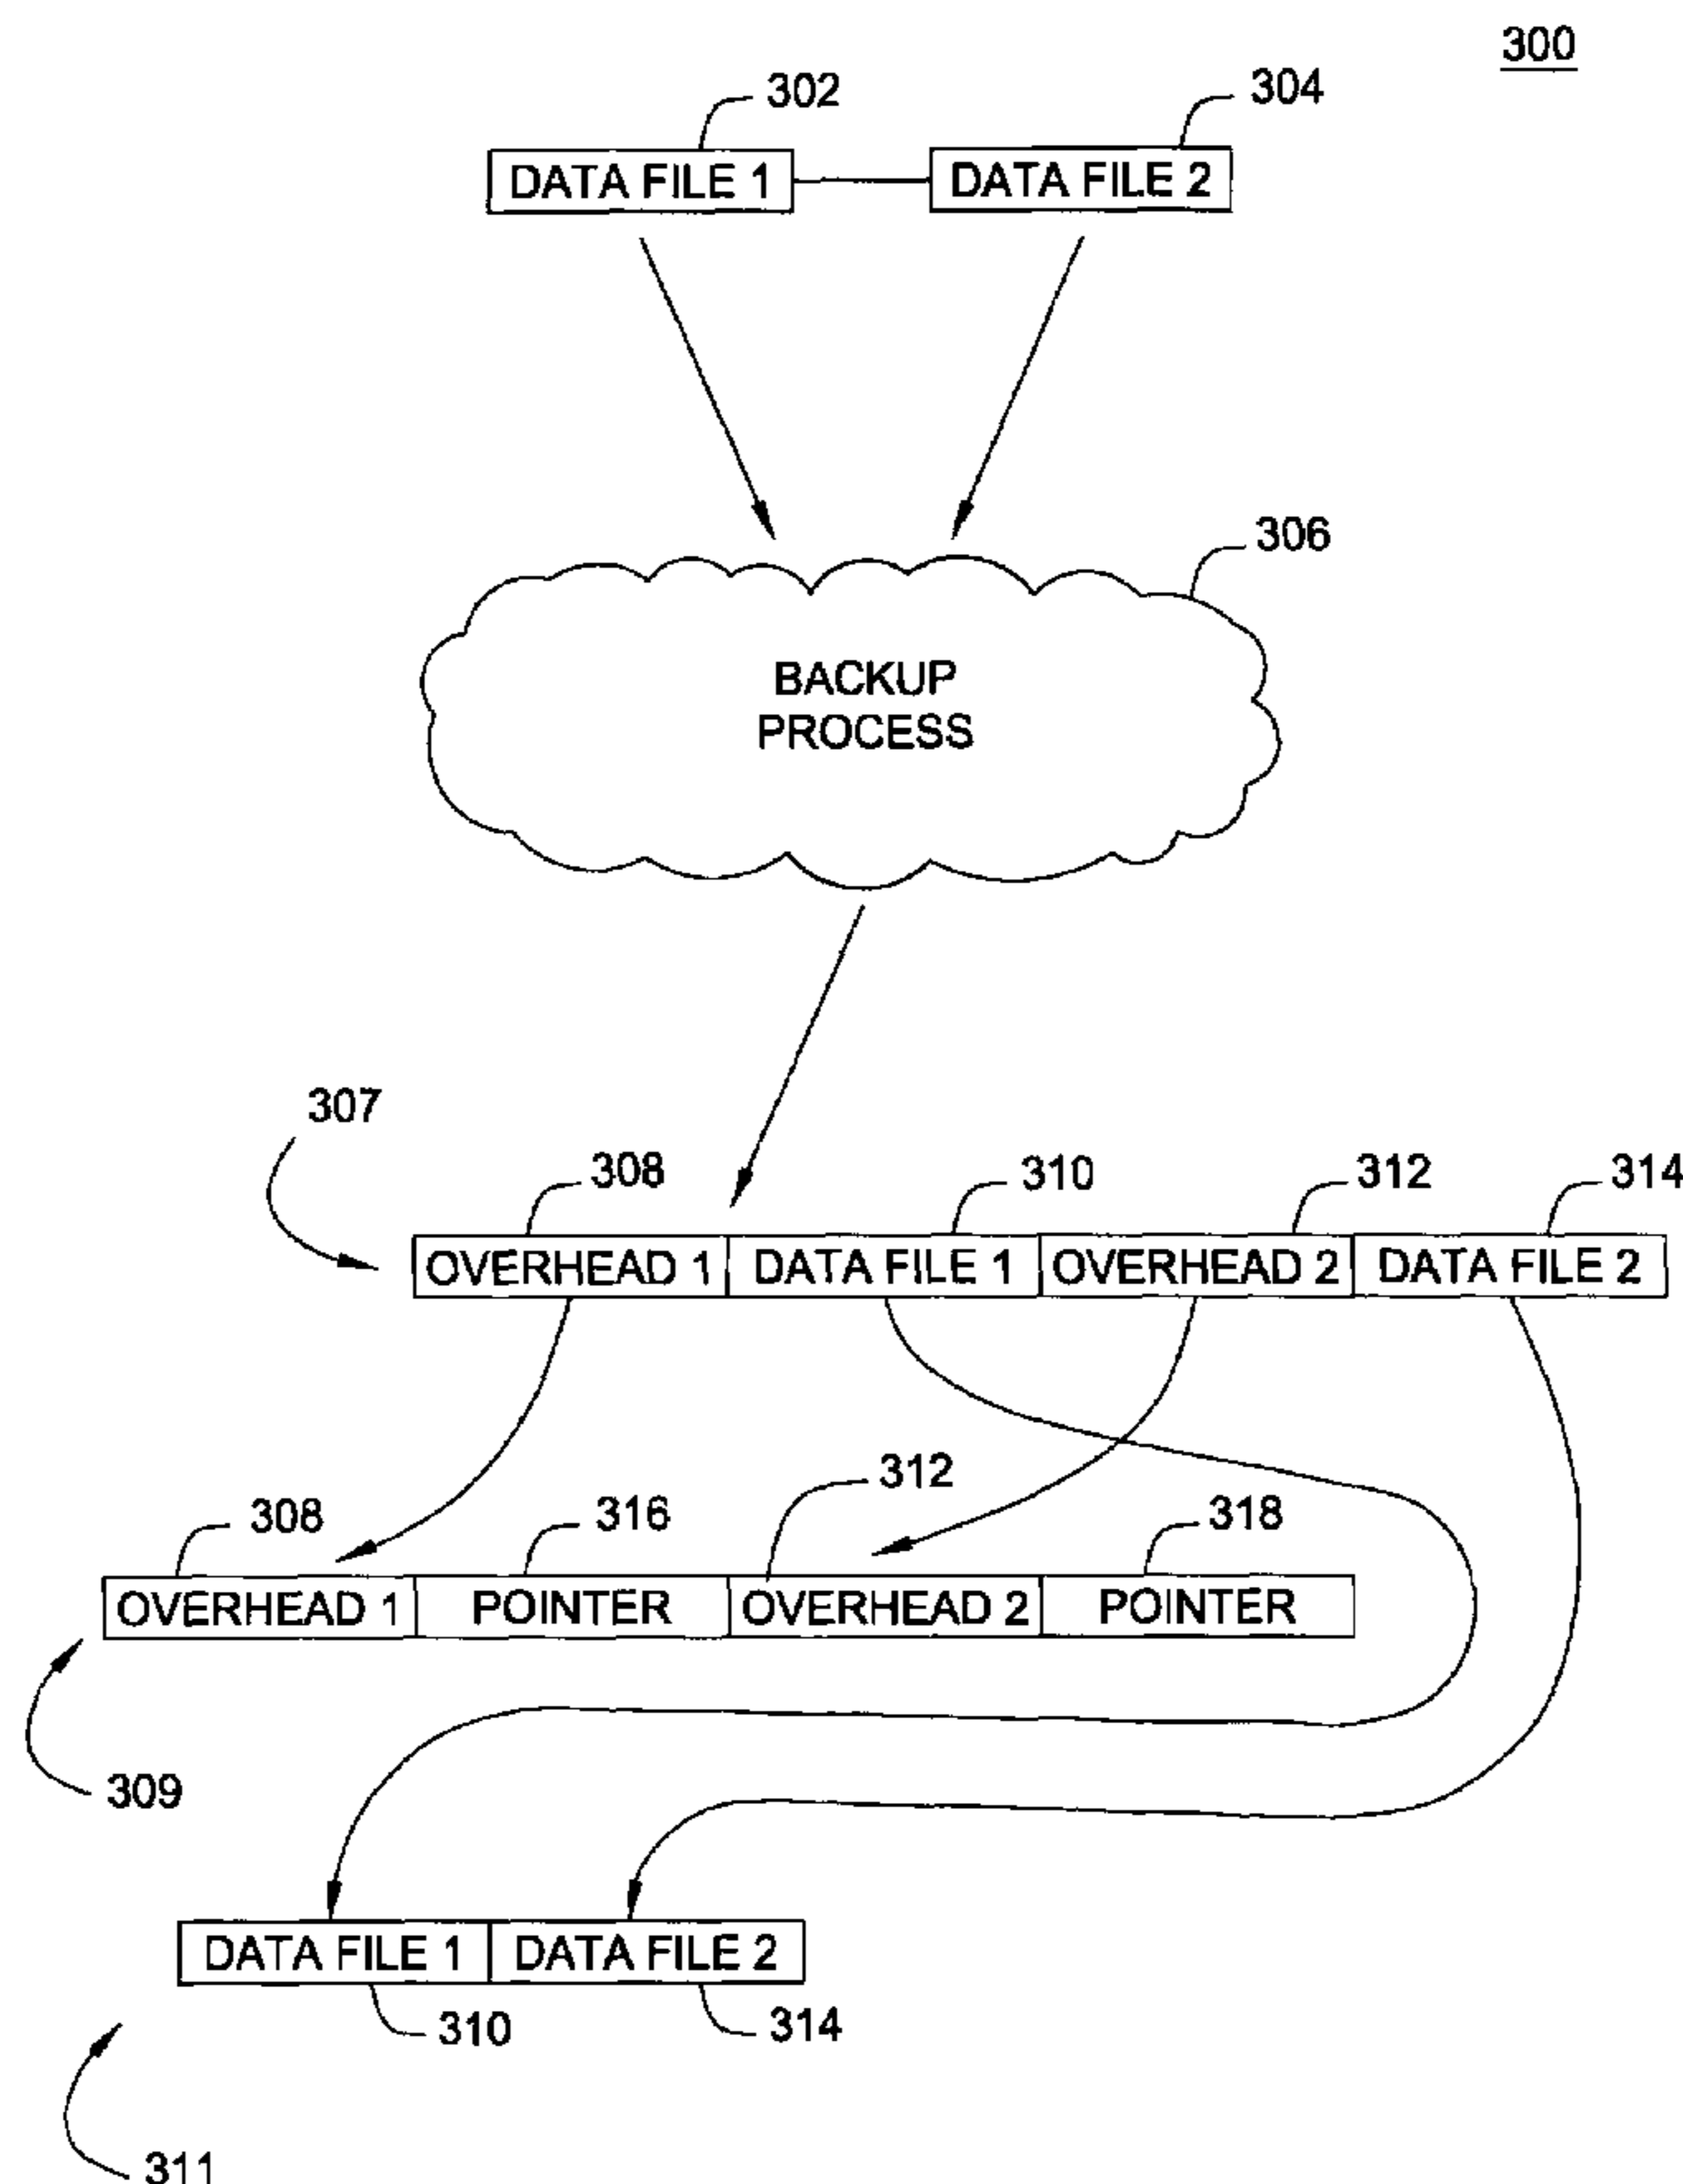 300
302
304
DATA FILE 1
DATA FILE 2
306
BACKUP
PROCESS
307
308
310
312
314
OVERHEAD 1
DATA FILE 1
OVERHEAD 2
DATA FILE 2
312
308
316
318
OVERHEAD 1
POINTER
OVERHEAD 2
POINTER
309
DATA FILE 1
DATA FILE 2
310
314
311